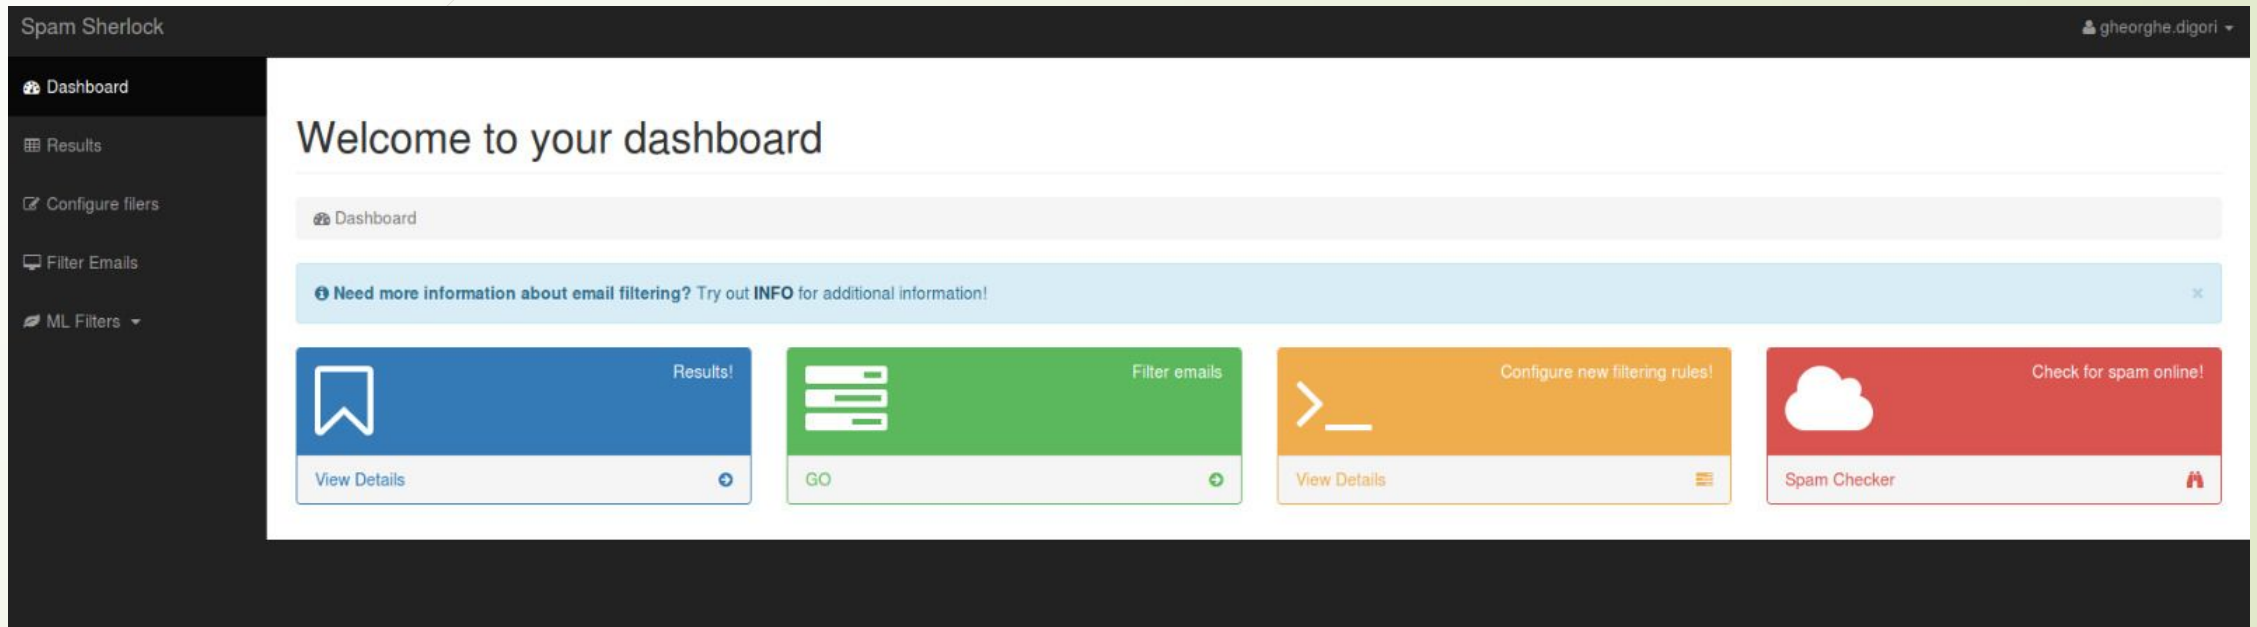 Spam Sherlock
gheorghe.digori
Dashboard
Results
Configure filers
Filter Emails
ML Filters
Welcome to your dashboard
Dashboard
Need more information about email filtering? Try out INFO for additional information!
Results!
View Details
Filter emails
GO
Configure new filtering rules!
View Details
Check for spam online!
Spam Checker